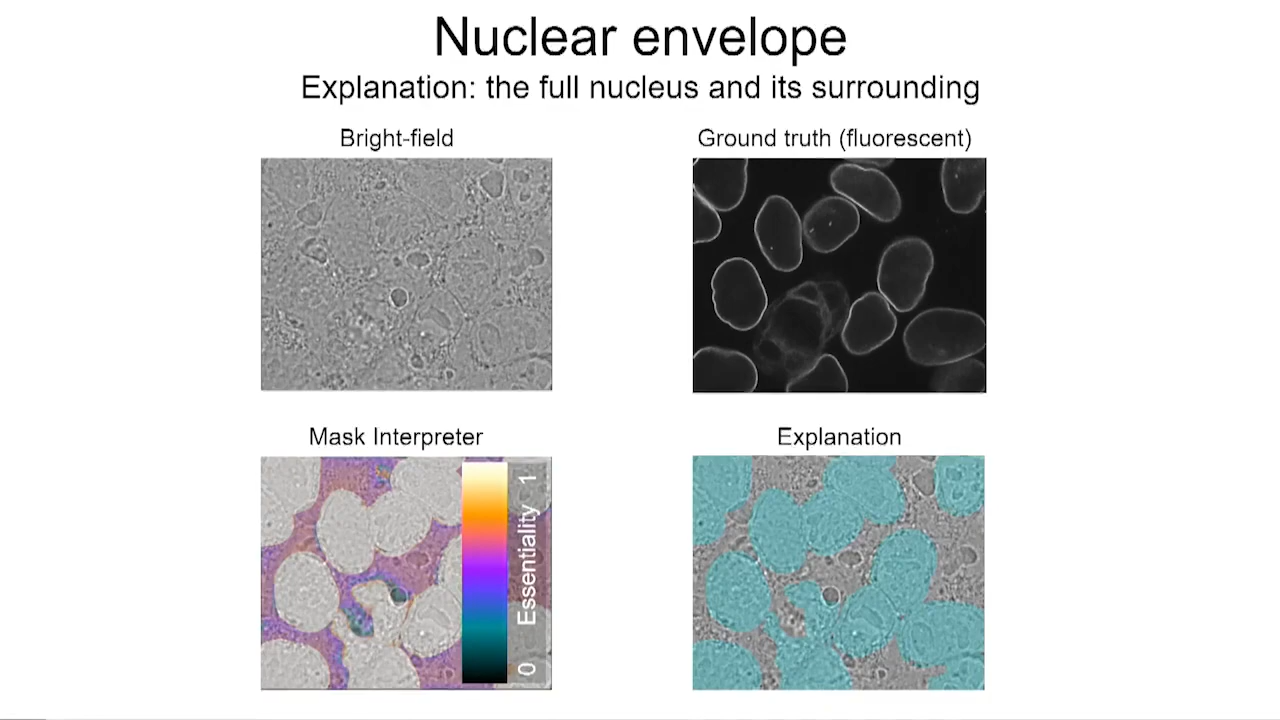 Nuclear envelope
Explanation: the full nucleus and its surrounding
Bright-field
Ground truth (fluorescent)
Mask Interpreter
Explanation
0 Essentiality 1